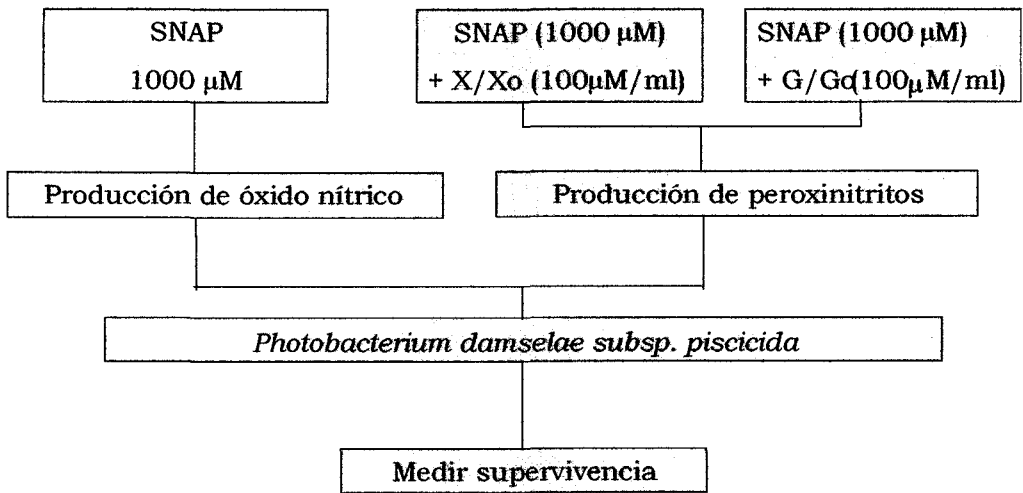 SNAP
1000 µM
SNAP (1000 µM)
+ X/Xo (100µM/ml)
SNAP (1000 µM)
+ G/Go(100µM/ml)
Producción de óxido nítrico
Producción de peroxinitritos
Photobacterium damselae subsp. piscicida
Medir supervivencia